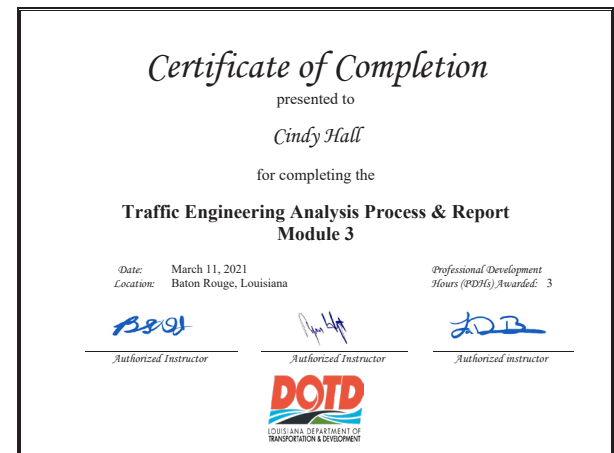 Certificate of Completion
presented to
Cindy Hall
for completing the
Traffic Engineering Analysis Process & Report
Module 3
Date: March 11, 2021
Location: Baton Rouge, Louisiana
Professional Development
Hours (PDHs) Awarded: 3
Authorized Instructor
Authorized Instructor
Authorized instructor
DOTD
LOUISIANA DEPARTMENT OF
TRANSPORTATION & DEVELOPMENT